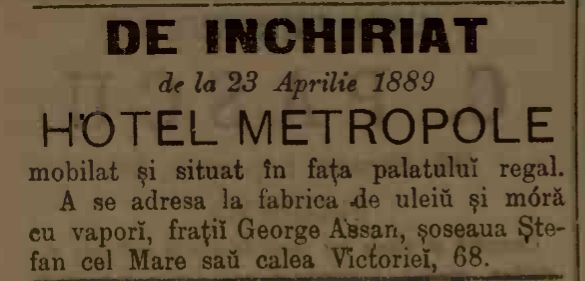 DE INCHIRIAT
de la 23 Aprilie 1889
HOTEL METROPOLE
mobilat și situat în fața palatuluĭ regal.
A se adresa la fabrica de uleiŭ și móră
cu vaporĭ, frațiĭ George Assan, șoseaua Ște-
fan cel Mare saŭ calea Victorieĭ, 68.